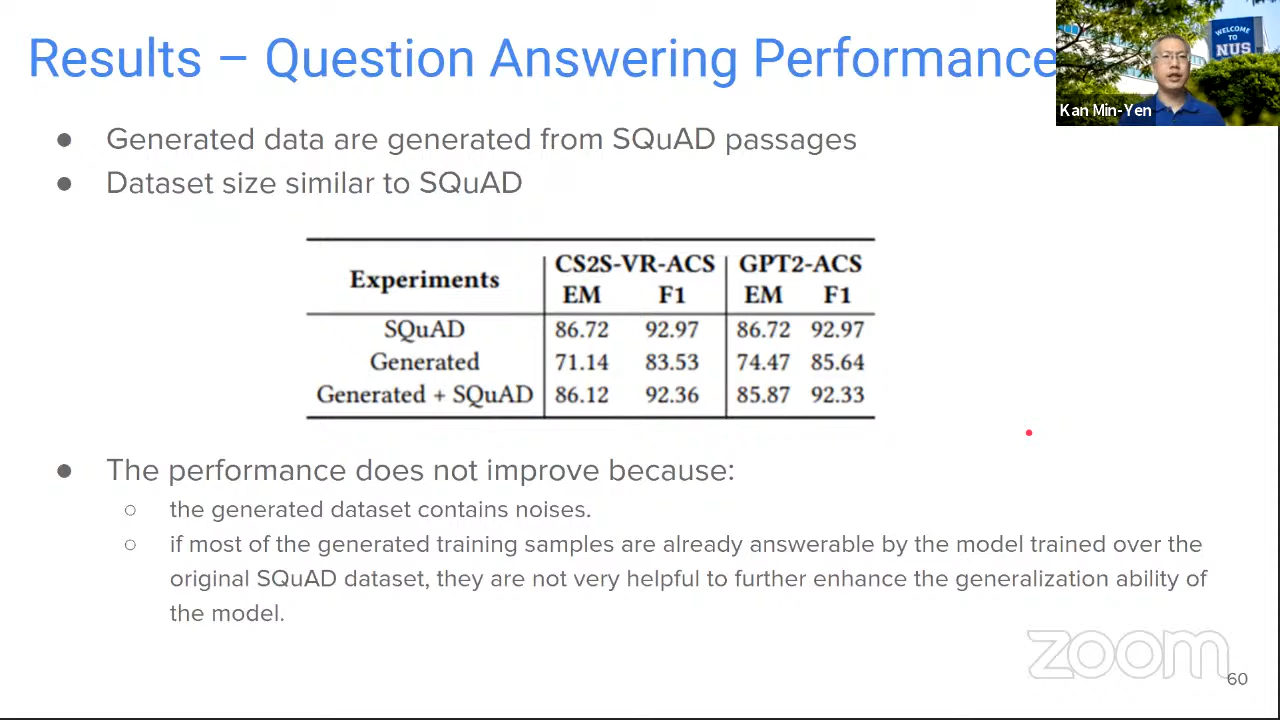 Results – Question Answering Performance
WELCOME
TO
NUS
Kan Min-Yen
● Generated data are generated from SQuAD passages
● Dataset size similar to SQuAD
Experiments CS2S-VR-ACS GPT2-ACS
EM F1 EM F1
SQuAD 86.72 92.97 86.72 92.97
Generated 71.14 83.53 74.47 85.64
Generated + SQuAD 86.12 92.36 85.87 92.33
● The performance does not improve because:
○ the generated dataset contains noises.
○ if most of the generated training samples are already answerable by the model trained over the
original SQuAD dataset, they are not very helpful to further enhance the generalization ability of
the model.
zoom
60